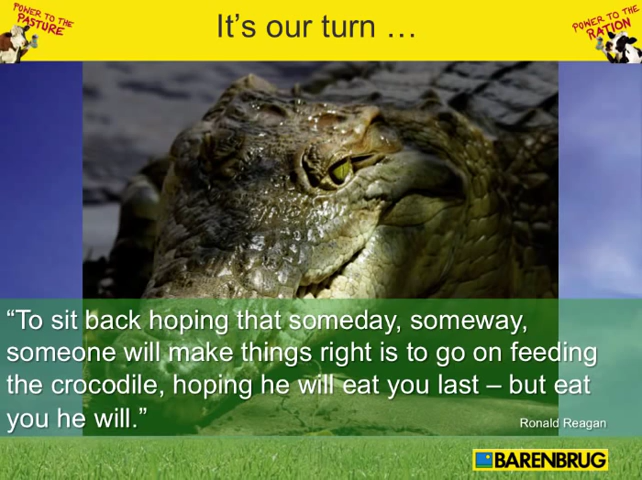 POWER TO THE
PASTURE
It’s our turn …
POWER TO THE
RATION
“To sit back hoping that someday, someway,
someone will make things right is to go on feeding
the crocodile, hoping he will eat you last – but eat
you he will.”
Ronald Reagan
BARENBRUG